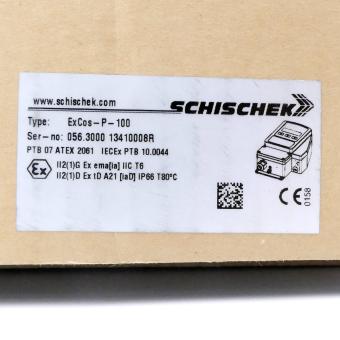 www.schischek.com
SCHISCHEK
Type: ExCos-P-100
Ser-no: 056.3000 13410008R
PTB 07 ATEX 2061 IECEx PTB 10.0044
Ex II2(1)G Ex ema[ia] IIC T6
II2(1)D Ex tD A21 [iaD] IP66 T80°C
CE 0158